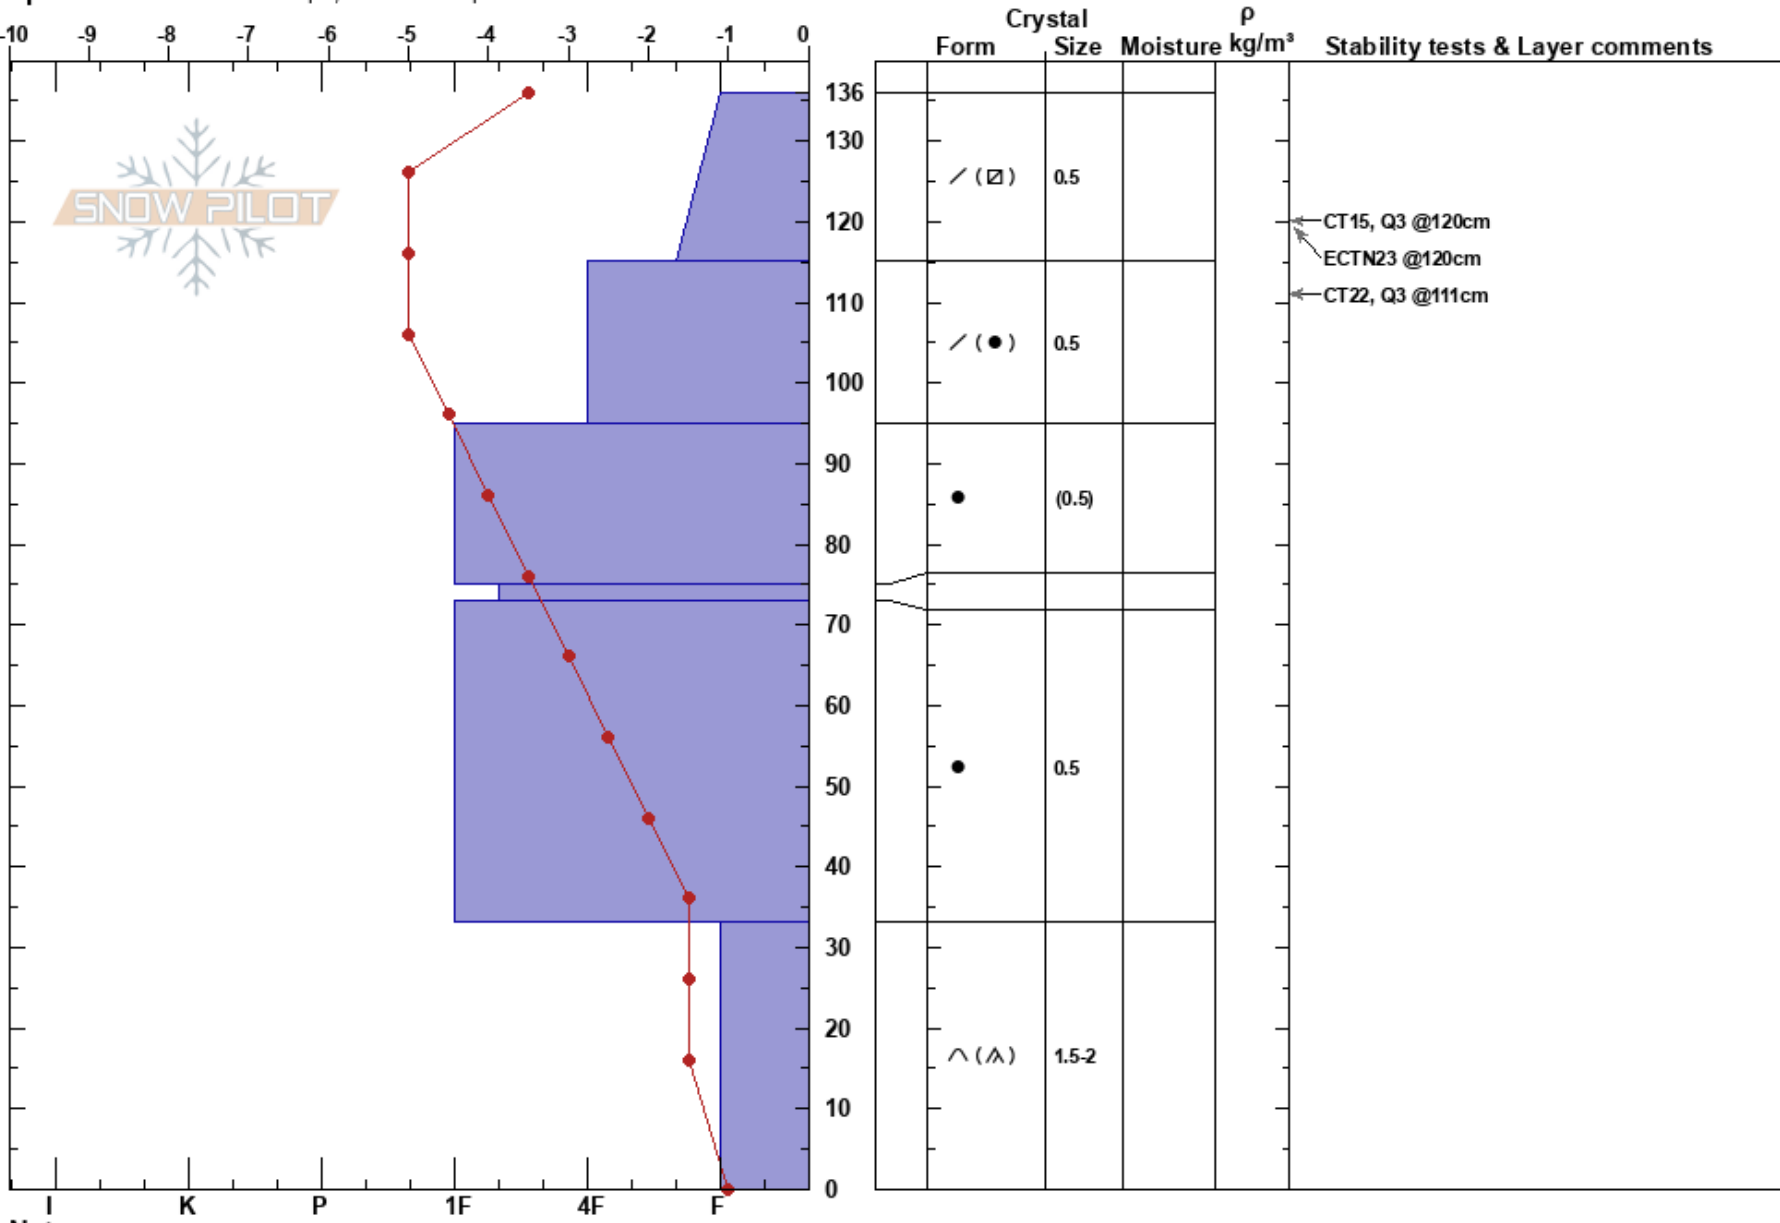 Crystal ρ
-10 -9 -8 -7 -6 -5 -4 -3 -2 -1 0
Form Size Moisture kg/m³ Stability tests & Layer comments
136
130
SNOW PILOT
/ (⧄) 0.5
120
CT15, Q3 @120cm
ECTN23 @120cm
110
CT22, Q3 @111cm
/ (●) 0.5
100
90
● (0.5)
80
70
60
● 0.5
50
40
30
20
∧ (⩚) 1.5-2
10
0
I K P 1F 4F F